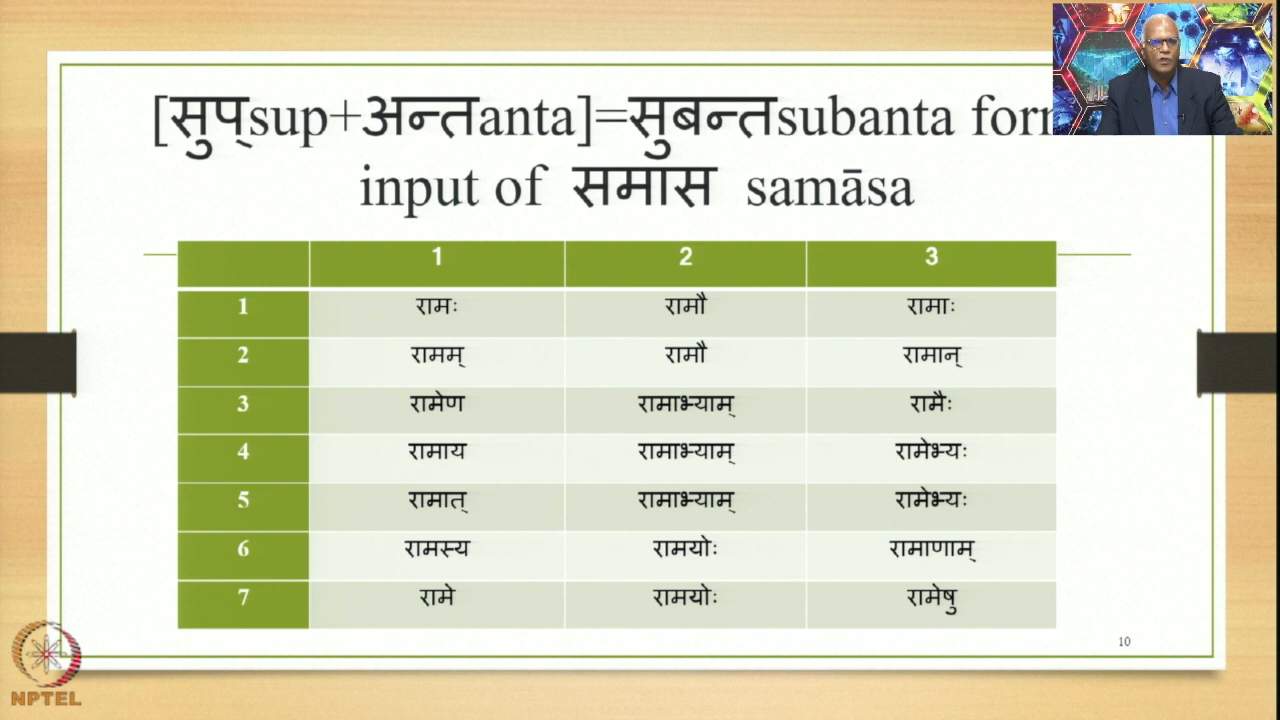 [सुप्sup+अन्तanta]=सुबन्तsubanta for
input of समास samāsa
1 2 3
1 रामः रामौ रामाः
2 रामम् रामौ रामान्
3 रामेण रामाभ्याम् रामैः
4 रामाय रामाभ्याम् रामेभ्यः
5 रामात् रामाभ्याम् रामेभ्यः
6 रामस्य रामयोः रामाणाम्
7 रामे रामयोः रामेषु
10
NPTEL